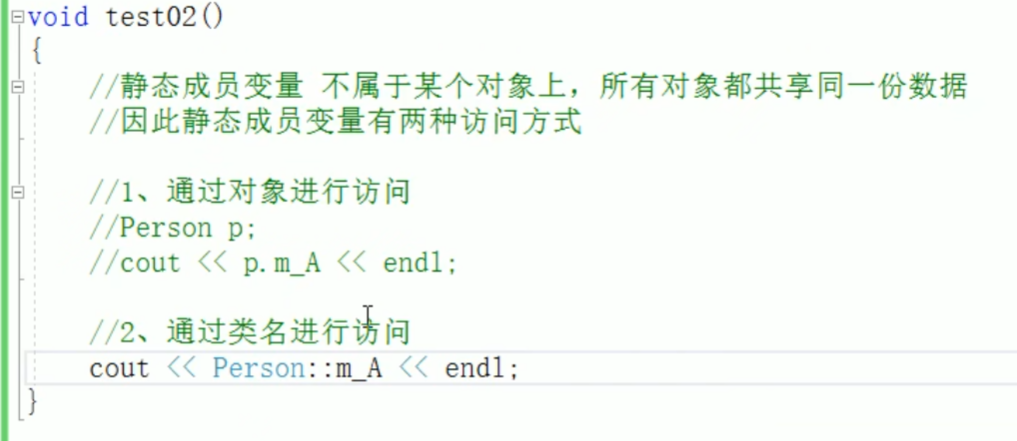 void test02()
{
//静态成员变量 不属于某个对象上，所有对象都共享同一份数据
//因此静态成员变量有两种访问方式
//1、通过对象进行访问
//Person p;
//cout << p.m_A << endl;
//2、通过类名进行访问
cout << Person::m_A << endl;
}